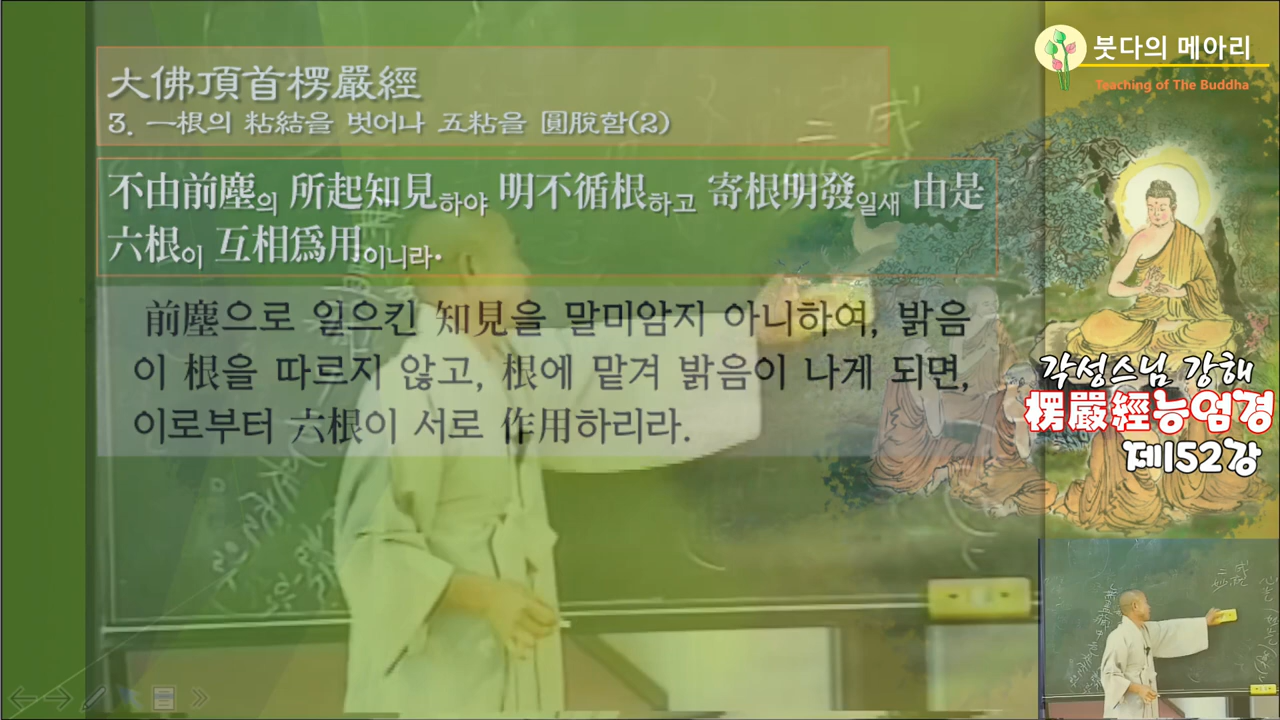 大佛頂首楞嚴經
3. 一根의 粘結을 벗어나 五粘을 圓脫함(2)
不由前塵의 所起知見하야 明不循根하고 寄根明發일새 由是
六根이 互相爲用이니라.
前塵으로 일으킨 知見을 말미암지 아니하여, 밝음
이 根을 따르지 않고, 根에 맡겨 밝음이 나게 되면,
이로부터 六根이 서로 作用하리라.
붓다의 메아리
Teaching of The Buddha
각성스님 강해
楞嚴經능엄경
제152강